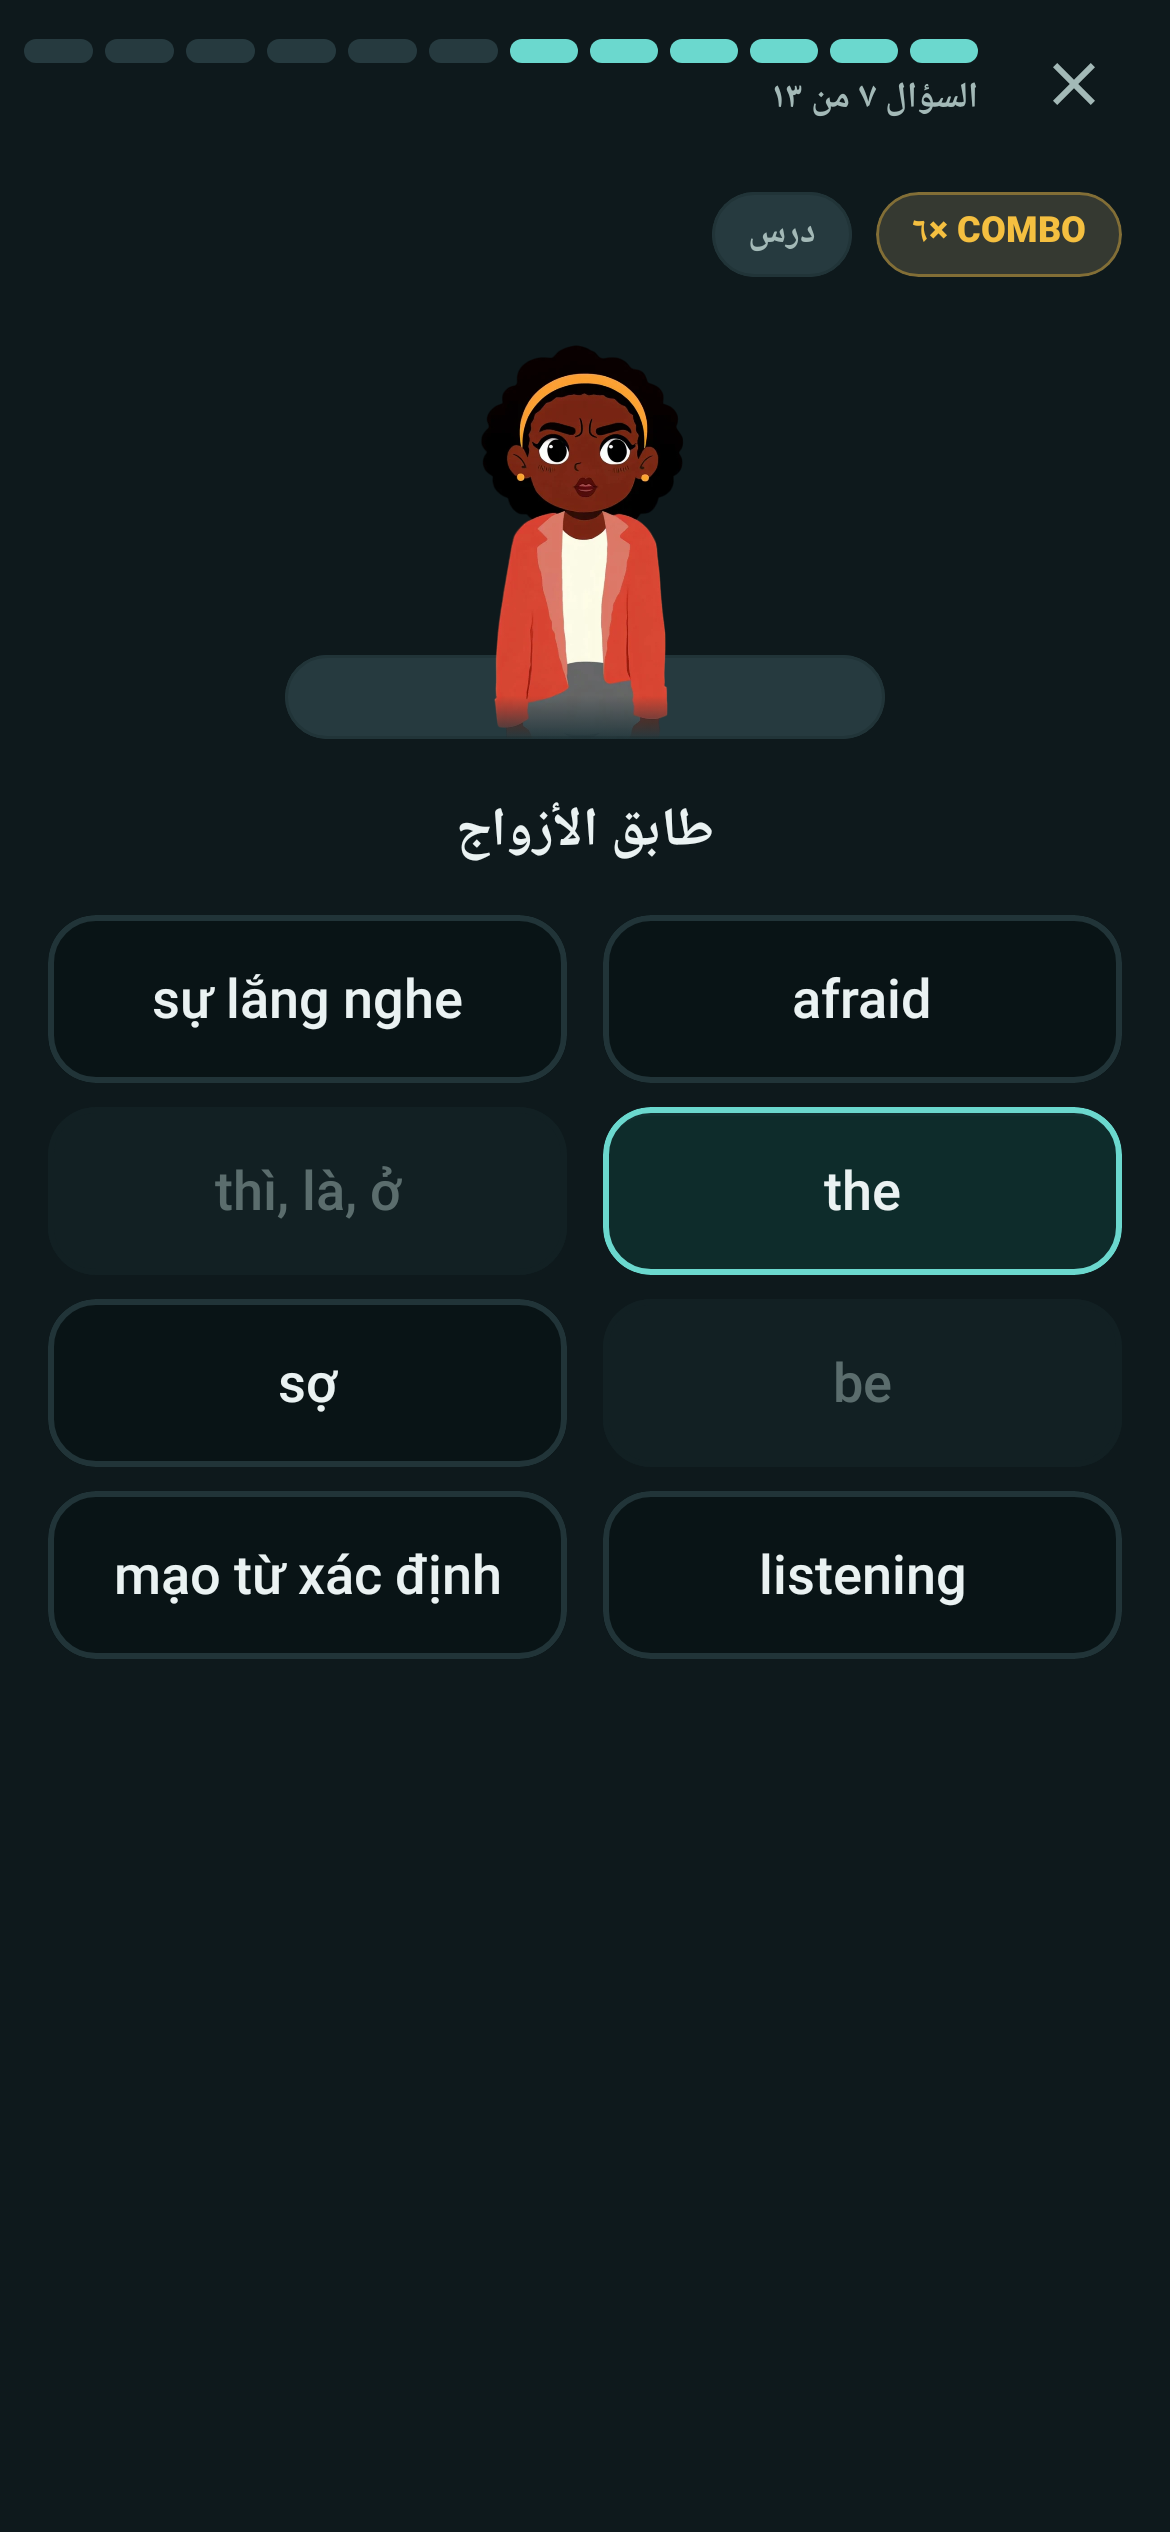 السؤال ٧ من ١٣
COMBO ×٦
درس
طابق الأزواج
afraid
sự lắng nghe
the
thì, là, ở
be
sợ
listening
mạo từ xác định